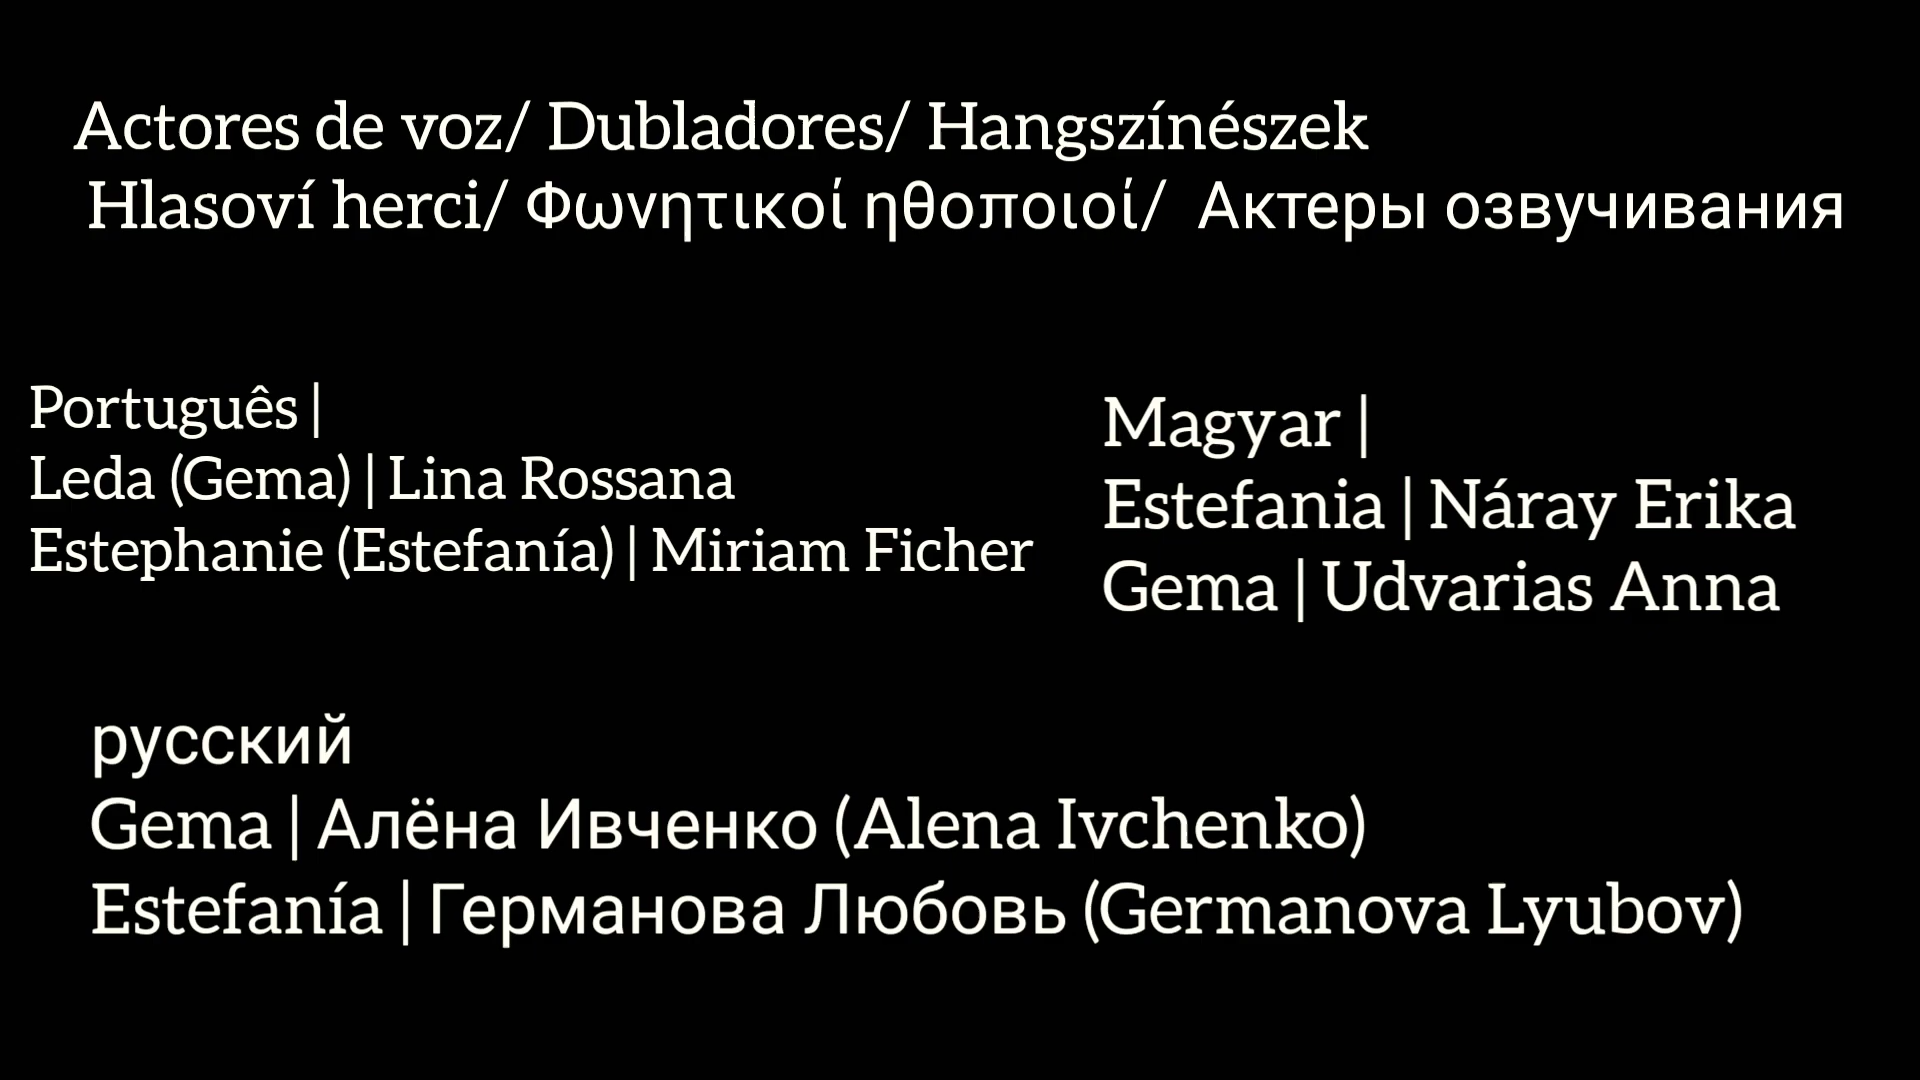 Actores de voz/ Dubladores/ Hangszínészek
Hlasoví herci/ Φωνητικοί ηθοποιοί/ Актеры озвучивания
Português |
Leda (Gema) | Lina Rossana
Estephanie (Estefanía) | Miriam Ficher
Magyar |
Estefania | Náray Erika
Gema | Udvarias Anna
русский
Gema | Алёна Ивченко (Alena Ivchenko)
Estefanía | Германова Любовь (Germanova Lyubov)